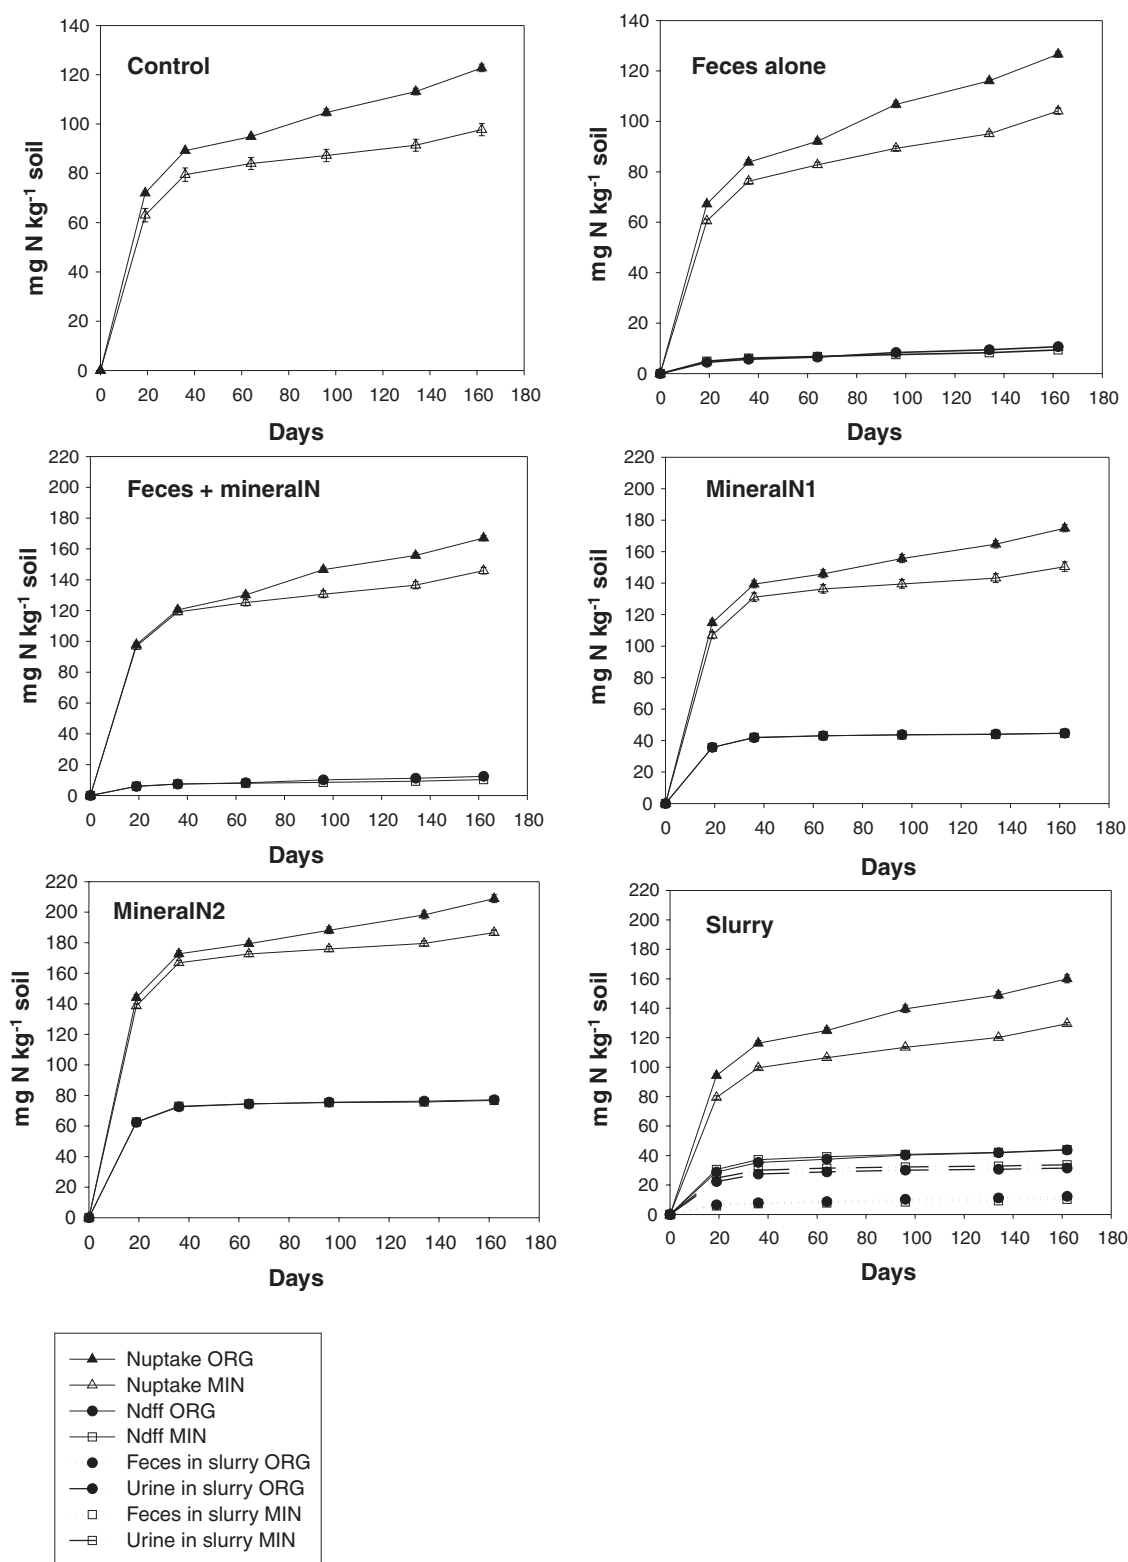 Control
mg N kg-1 soil
140
120
100
80
60
40
20
0
0 20 40 60 80 100 120 140 160 180
Days
Feces alone
mg N kg-1 soil
140
120
100
80
60
40
20
0
0 20 40 60 80 100 120 140 160 180
Days
Feces + mineralN
mg N kg-1 soil
220
200
180
160
140
120
100
80
60
40
20
0
0 20 40 60 80 100 120 140 160 180
Days
MineralN1
mg N kg-1 soil
220
200
180
160
140
120
100
80
60
40
20
0
0 20 40 60 80 100 120 140 160 180
Days
MineralN2
mg N kg-1 soil
220
200
180
160
140
120
100
80
60
40
20
0
0 20 40 60 80 100 120 140 160 180
Days
Slurry
mg N kg-1 soil
220
200
180
160
140
120
100
80
60
40
20
0
0 20 40 60 80 100 120 140 160 180
Days
Nuptake ORG
Nuptake MIN
Ndff ORG
Ndff MIN
Feces in slurry ORG
Urine in slurry ORG
Feces in slurry MIN
Urine in slurry MIN